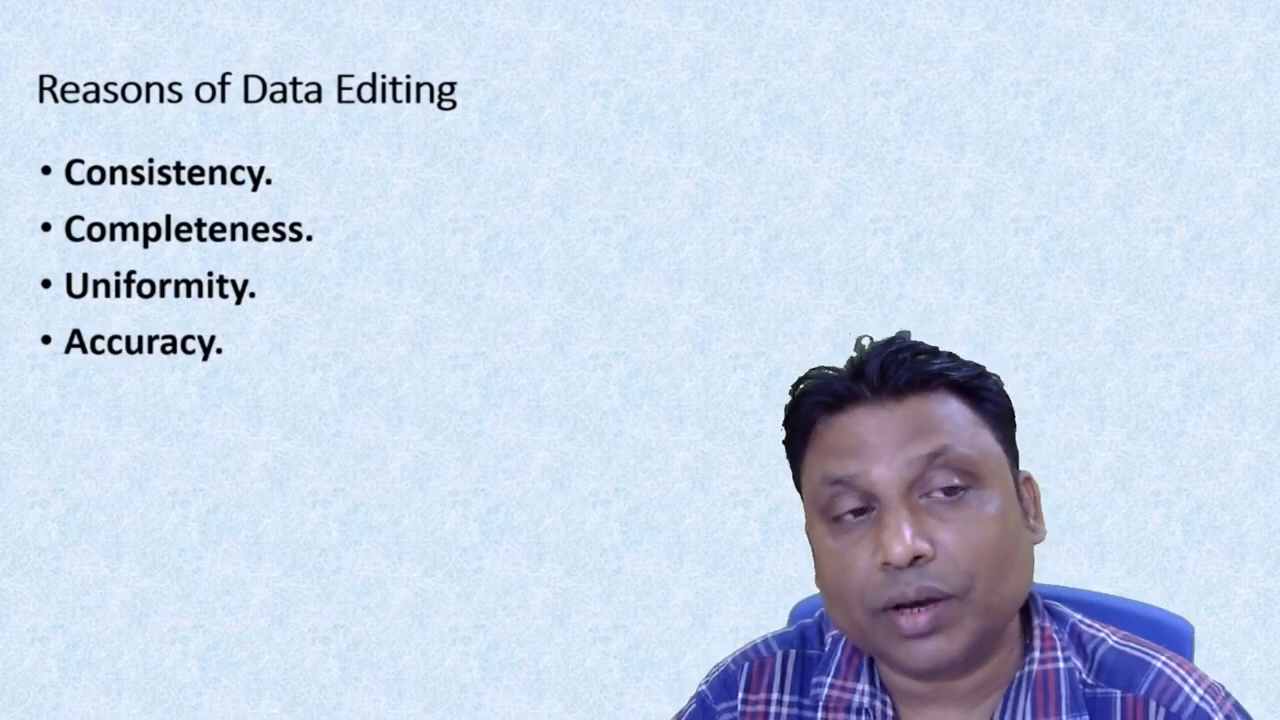 Reasons of Data Editing
• Consistency.
• Completeness.
• Uniformity.
• Accuracy.